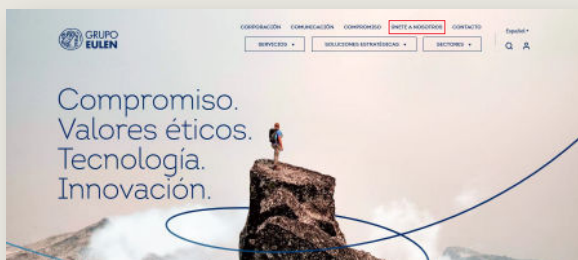 GRUPO
EULEN
CORPORACIÓN COMUNICACIÓN COMPROMISO ÚNETE A NOSOTROS CONTACTO
Español
SERVICIOS SOLUCIONES ESTRATÉGICAS SECTORES
Compromiso.
Valores éticos.
Tecnología.
Innovación.